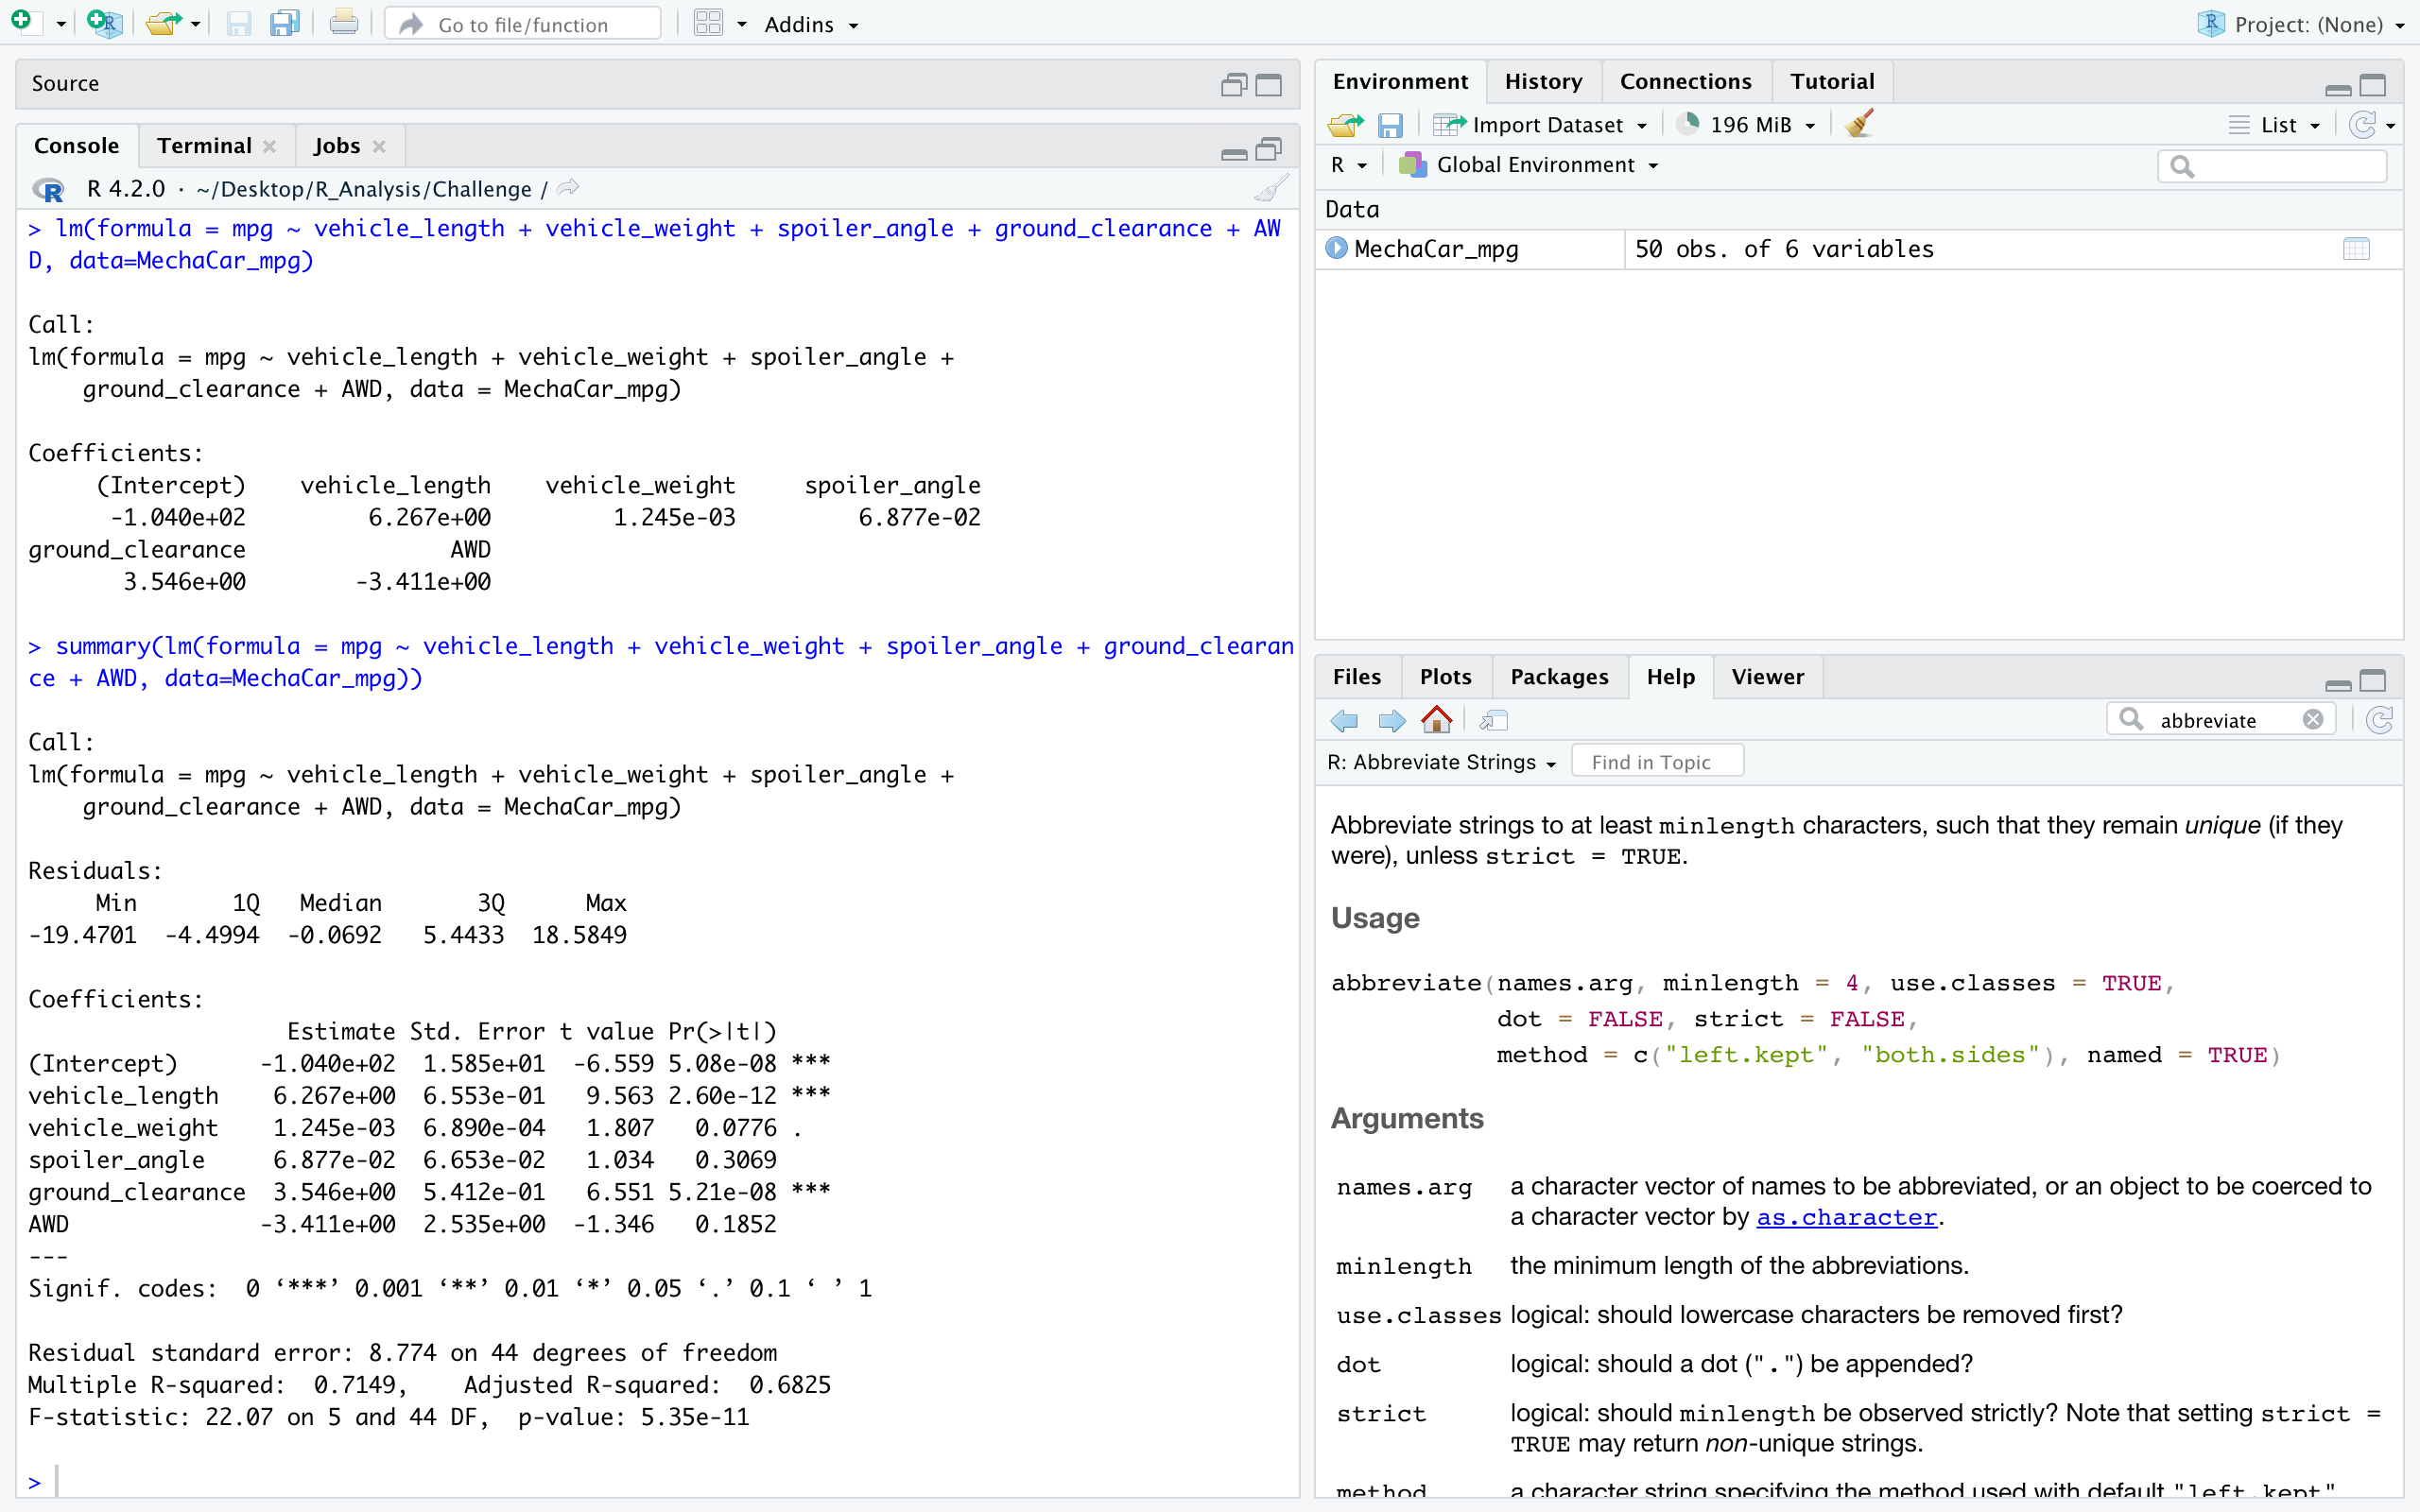 Go to file/function
Addins
Project: (None)
Source
Console
Terminal
Jobs
R 4.2.0 · ~/Desktop/R_Analysis/Challenge /
> lm(formula = mpg ~ vehicle_length + vehicle_weight + spoiler_angle + ground_clearance + AW
D, data=MechaCar_mpg)
Call:
lm(formula = mpg ~ vehicle_length + vehicle_weight + spoiler_angle +
    ground_clearance + AWD, data = MechaCar_mpg)
Coefficients:
     (Intercept)    vehicle_length    vehicle_weight     spoiler_angle
      -1.040e+02         6.267e+00         1.245e-03         6.877e-02
ground_clearance               AWD
       3.546e+00        -3.411e+00
> summary(lm(formula = mpg ~ vehicle_length + vehicle_weight + spoiler_angle + ground_clearan
ce + AWD, data=MechaCar_mpg))
Call:
lm(formula = mpg ~ vehicle_length + vehicle_weight + spoiler_angle +
    ground_clearance + AWD, data = MechaCar_mpg)
Residuals:
     Min       1Q   Median       3Q      Max
-19.4701  -4.4994  -0.0692   5.4433  18.5849
Coefficients:
                   Estimate Std. Error t value Pr(>|t|)
(Intercept)      -1.040e+02  1.585e+01  -6.559 5.08e-08 ***
vehicle_length    6.267e+00  6.553e-01   9.563 2.60e-12 ***
vehicle_weight    1.245e-03  6.890e-04   1.807   0.0776 .
spoiler_angle     6.877e-02  6.653e-02   1.034   0.3069
ground_clearance  3.546e+00  5.412e-01   6.551 5.21e-08 ***
AWD              -3.411e+00  2.535e+00  -1.346   0.1852
---
Signif. codes:  0 ‘***’ 0.001 ‘**’ 0.01 ‘*’ 0.05 ‘.’ 0.1 ‘ ’ 1
Residual standard error: 8.774 on 44 degrees of freedom
Multiple R-squared:  0.7149,    Adjusted R-squared:  0.6825
F-statistic: 22.07 on 5 and 44 DF,  p-value: 5.35e-11
>
Environment
History
Connections
Tutorial
Import Dataset
196 MiB
List
R
Global Environment
Data
MechaCar_mpg
50 obs. of 6 variables
Files
Plots
Packages
Help
Viewer
abbreviate
R: Abbreviate Strings
Find in Topic
Abbreviate strings to at least minlength characters, such that they remain unique (if they
were), unless strict = TRUE.
Usage
abbreviate(names.arg, minlength = 4, use.classes = TRUE,
           dot = FALSE, strict = FALSE,
           method = c("left.kept", "both.sides"), named = TRUE)
Arguments
names.arg a character vector of names to be abbreviated, or an object to be coerced to
a character vector by as.character.
minlength the minimum length of the abbreviations.
use.classes logical: should lowercase characters be removed first?
dot logical: should a dot (".") be appended?
strict logical: should minlength be observed strictly? Note that setting strict =
TRUE may return non-unique strings.
method a character string specifying the method used with default "left.kept"